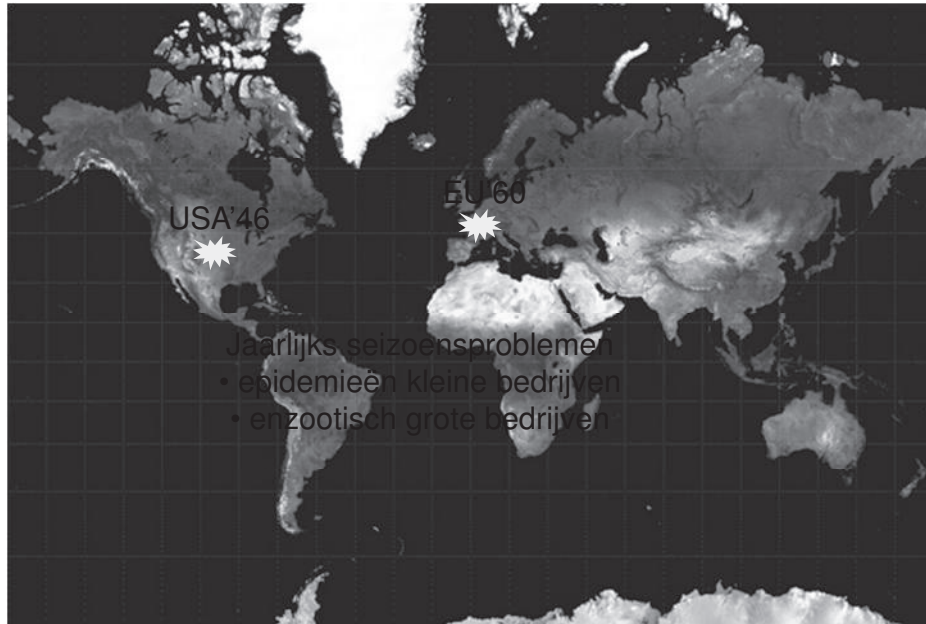 EU'60
USA'46
Jaarlijks seizoensproblemen
• epidemieën kleine bedrijven
• enzootisch grote bedrijven